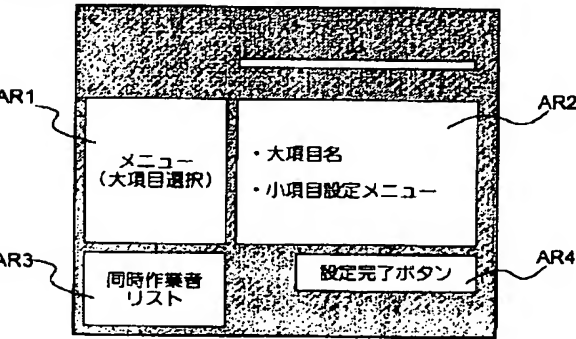 AR1
AR2
メニュー
（大項目選択）
・大項目名
・小項目設定メニュー
AR3
同時作業者
リスト
設定完了ボタン
AR4